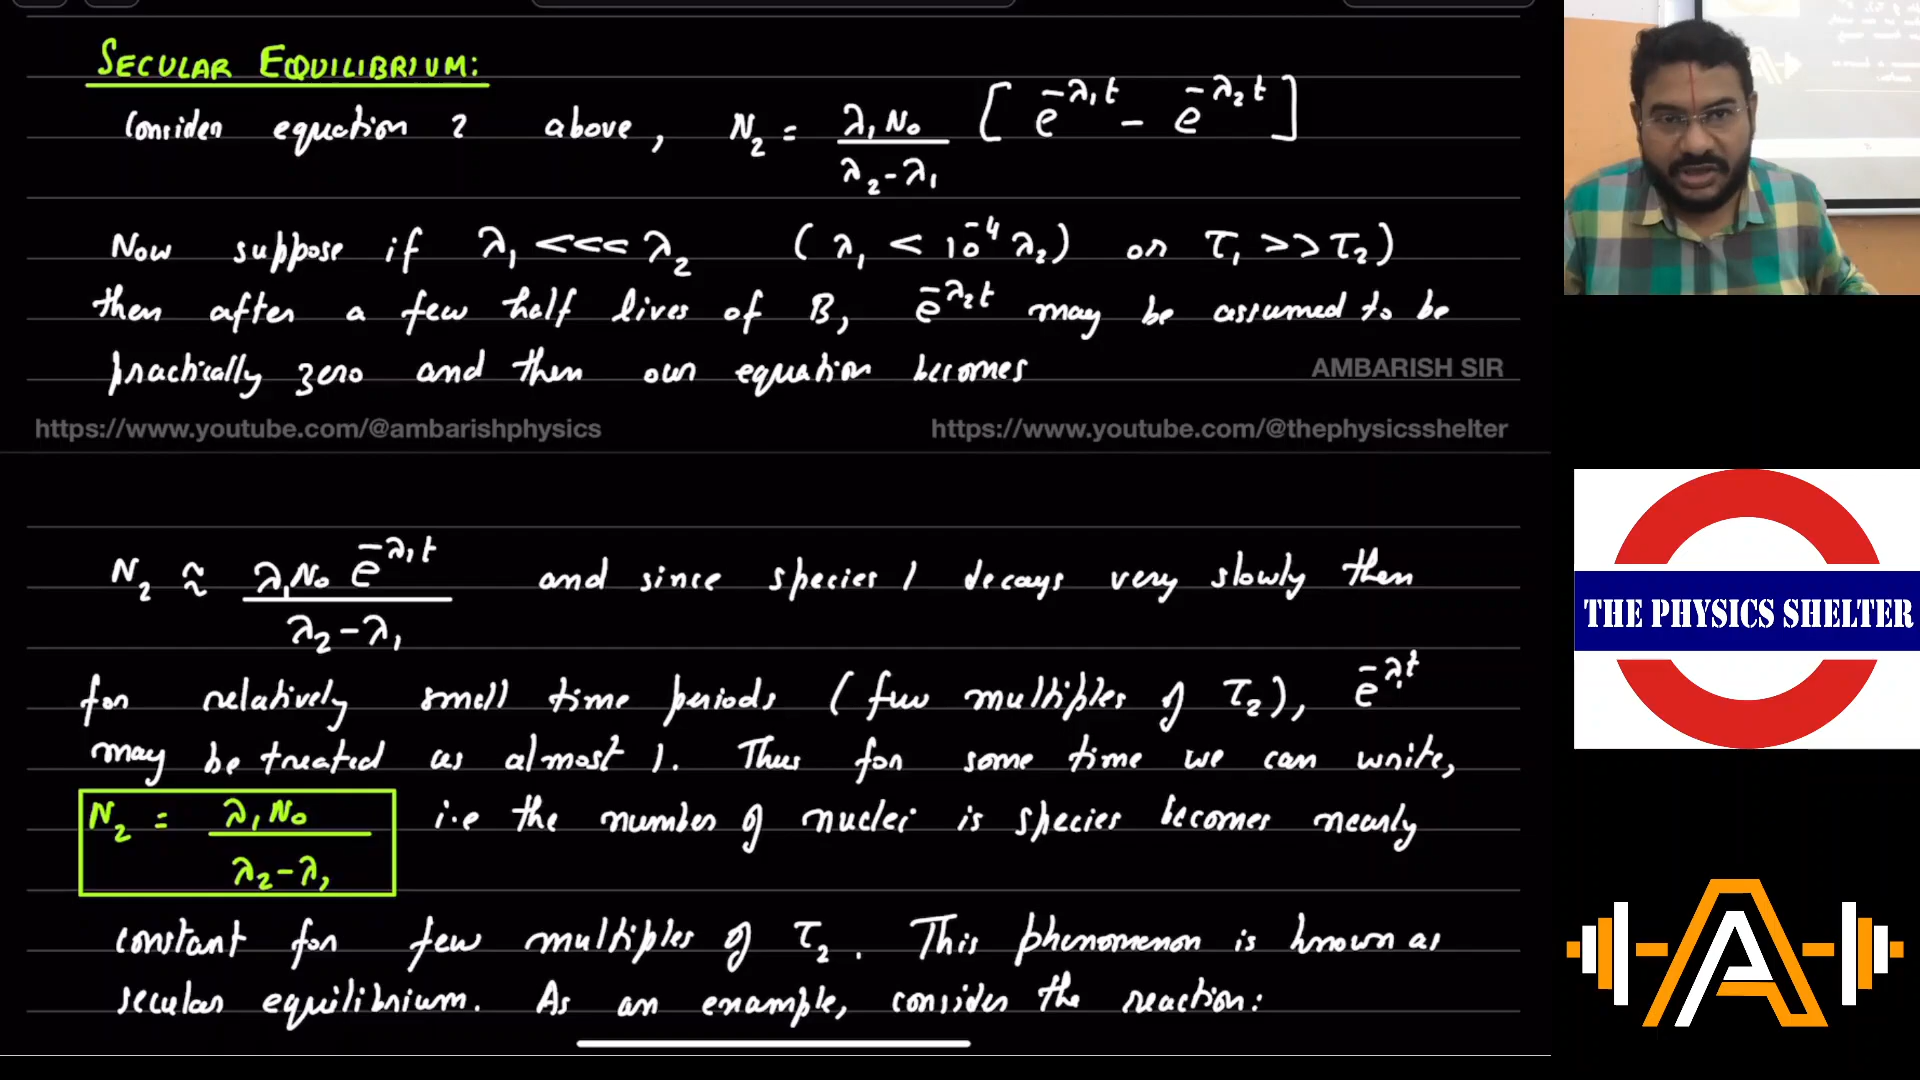 SECULAR EQUILIBRIUM:
Consider equation 2 above, N₂ = λ₁N₀ / λ₂-λ₁ [e^-λ₁t - e^-λ₂t]
Now suppose if λ₁ <<< λ₂ (λ₁ < 10^-4 λ₂) or τ₁ >> τ₂)
then after a few half lives of B, e^-λ₂t may be assumed to be
practically zero and then our equation becomes
AMBARISH SIR
https://www.youtube.com/@ambarishphysics
https://www.youtube.com/@thephysicsshelter
N₂ ≈ λ₁N₀ e^-λ₁t / λ₂-λ₁ and since species 1 decays very slowly then
for relatively small time periods (few multiples of τ₂), e^-λ₁t
may be treated as almost 1. Thus for some time we can write,
N₂ = λ₁N₀ / λ₂-λ₁ i.e the number of nuclei is species becomes nearly
constant for few multiples of τ₂. This phenomenon is known as
secular equilibrium. As an example, consider the reaction:
THE PHYSICS SHELTER